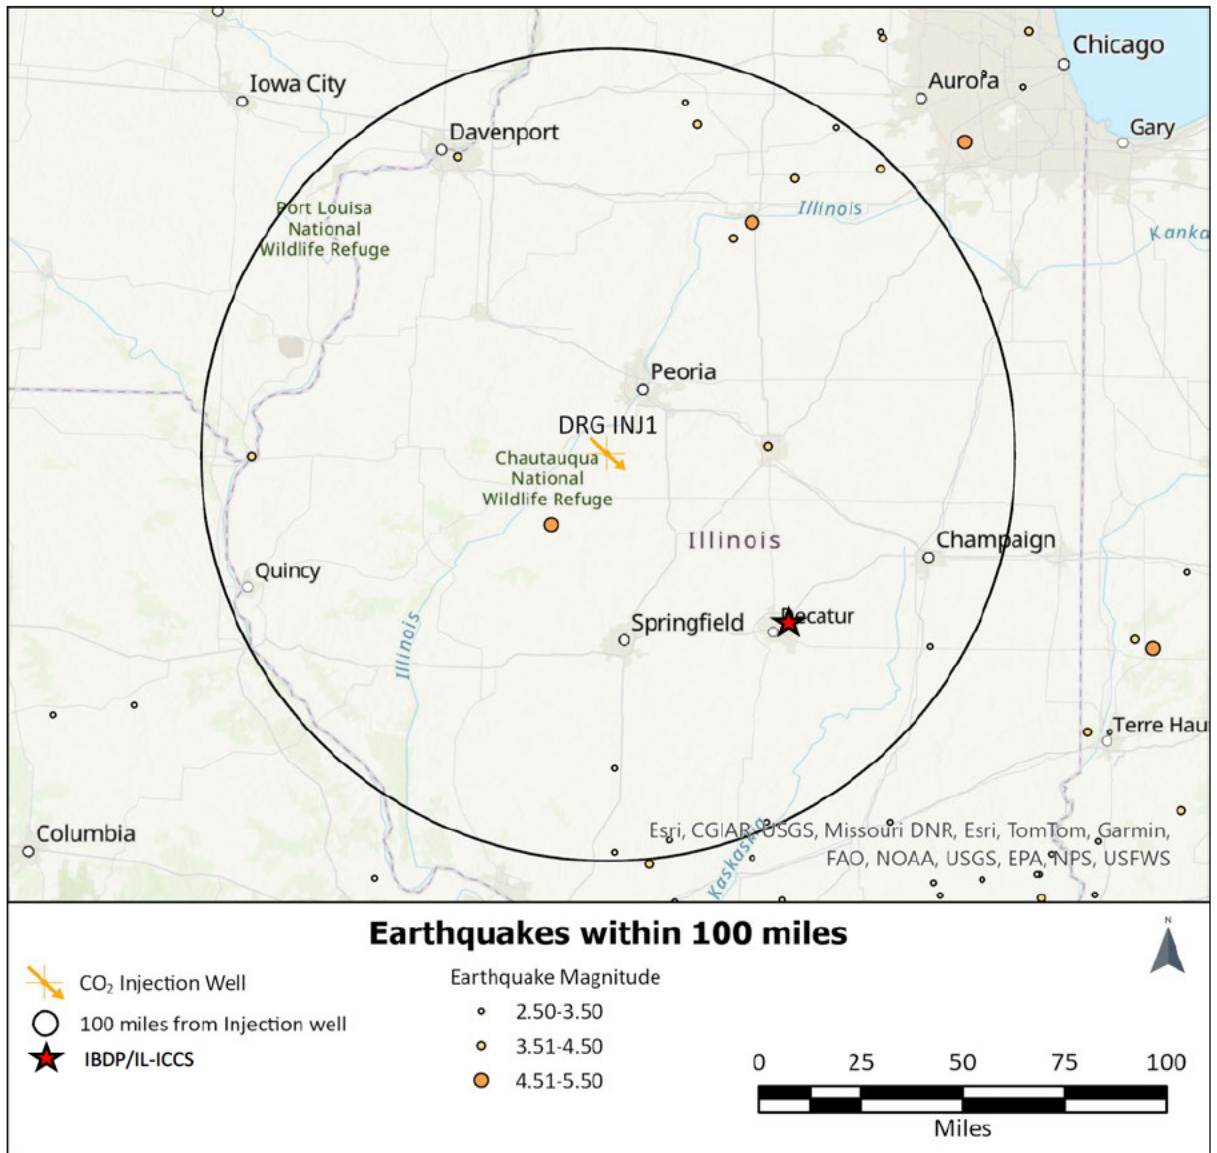 Chicago
Iowa City
Aurora
Davenport
Gary
Port Louisa
National
Wildlife Refuge
Illinois
Kanka
Peoria
DRG INJ1
Chautauqua
National
Wildlife Refuge
Illinois
Champaign
Quincy
Illinois
Springfield
Decatur
Terre Hau
Columbia
Kaskaskia
Esri, CGIAR, USGS, Missouri DNR, Esri, TomTom, Garmin,
FAO, NOAA, USGS, EPA, NPS, USFWS
Earthquakes within 100 miles
N
CO₂ Injection Well
100 miles from Injection well
IBDP/IL-ICCS
Earthquake Magnitude
2.50-3.50
3.51-4.50
4.51-5.50
0 25 50 75 100
Miles